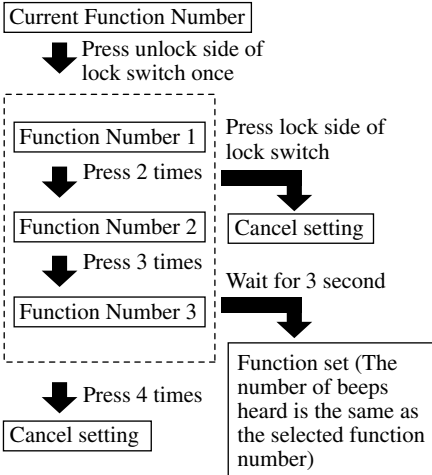 Current Function Number
Press unlock side of
lock switch once
Function Number 1
Press lock side of
lock switch
Press 2 times
Function Number 2
Cancel setting
Press 3 times
Wait for 3 second
Function Number 3
Press 4 times
Cancel setting
Function set (The
number of beeps
heard is the same as
the selected function
number)